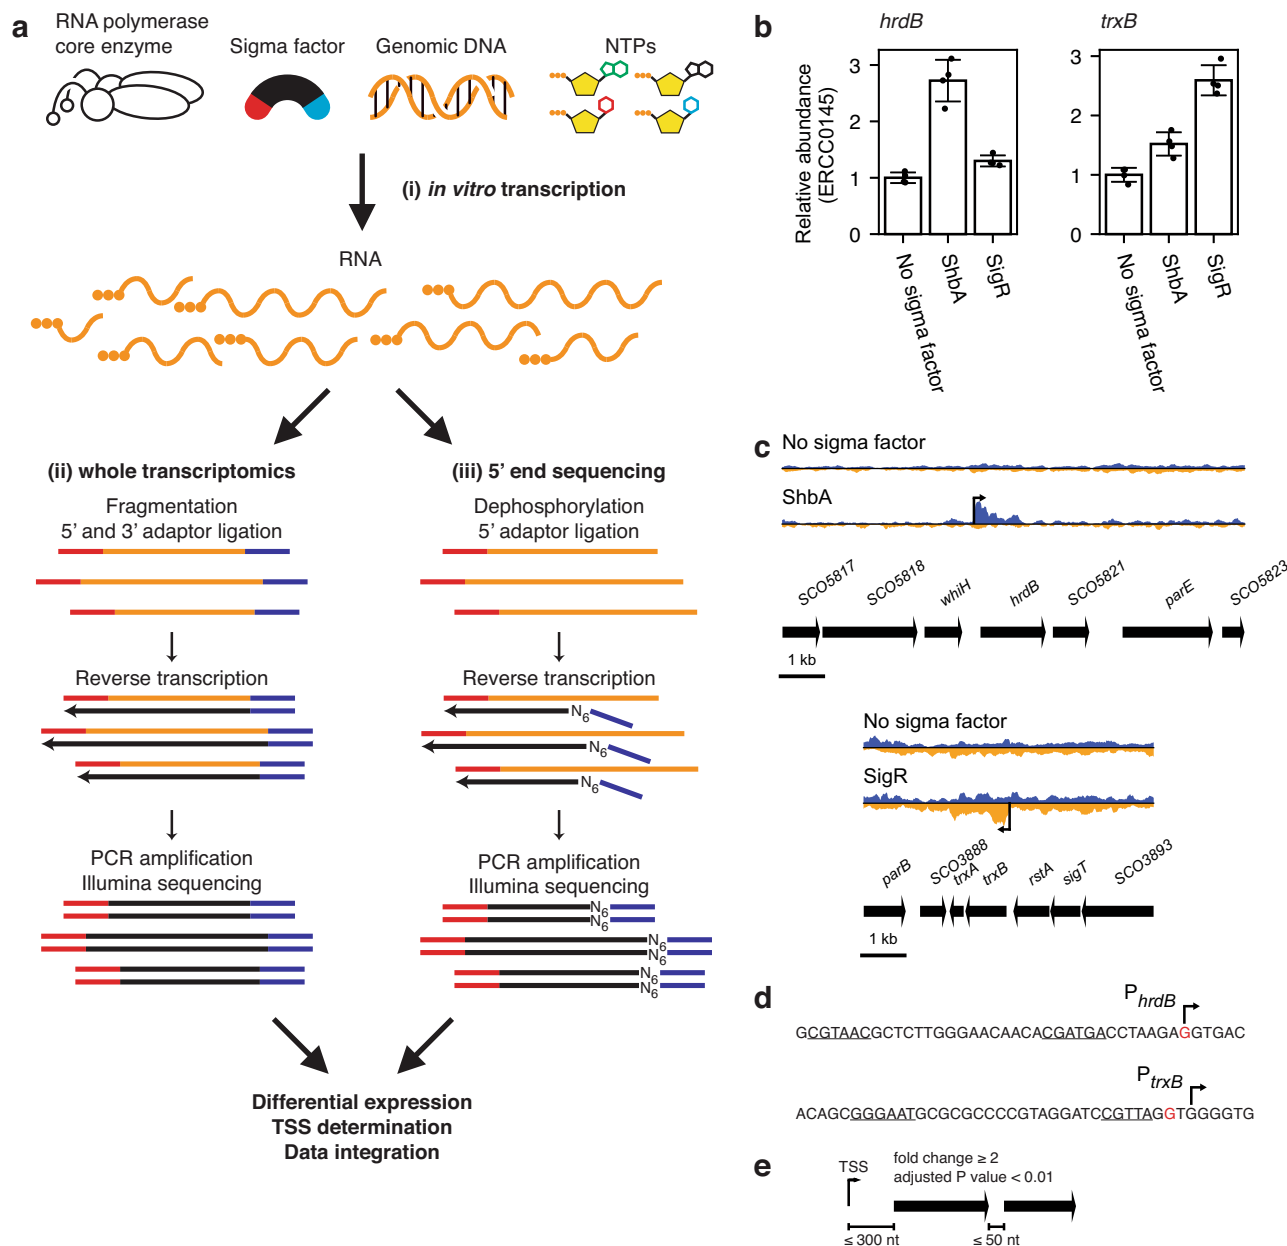 a
RNA polymerase
core enzyme
Sigma factor
Genomic DNA
NTPs
(i) in vitro transcription
RNA
(ii) whole transcriptomics
Fragmentation
5' and 3' adaptor ligation
Reverse transcription
PCR amplification
Illumina sequencing
(iii) 5' end sequencing
Dephosphorylation
5' adaptor ligation
Reverse transcription
N6
N6
N6
PCR amplification
Illumina sequencing
N6
N6
N6
N6
N6
N6
Differential expression
TSS determination
Data integration
b
hrdB
Relative abundance
(ERCC0145)
3
2
1
0
No sigma factor
ShbA
SigR
trxB
3
2
1
0
No sigma factor
ShbA
SigR
c
No sigma factor
ShbA
SCO5817
SCO5818
whiH
hrdB
SCO5821
parE
SCO5823
1 kb
No sigma factor
SigR
parB
SCO3888
trxA
trxB
rstA
sigT
SCO3893
1 kb
d
PhrdB
GCGTAACGCTCTTGGGAACAACACGATGACCTAAGAGGTGAC
PtrxB
ACAGCGGGAATGCGCGCCCCGTAGGATCCGTTAGGTGGGGTG
e
TSS
fold change ≥ 2
adjusted P value < 0.01
≤ 300 nt
≤ 50 nt